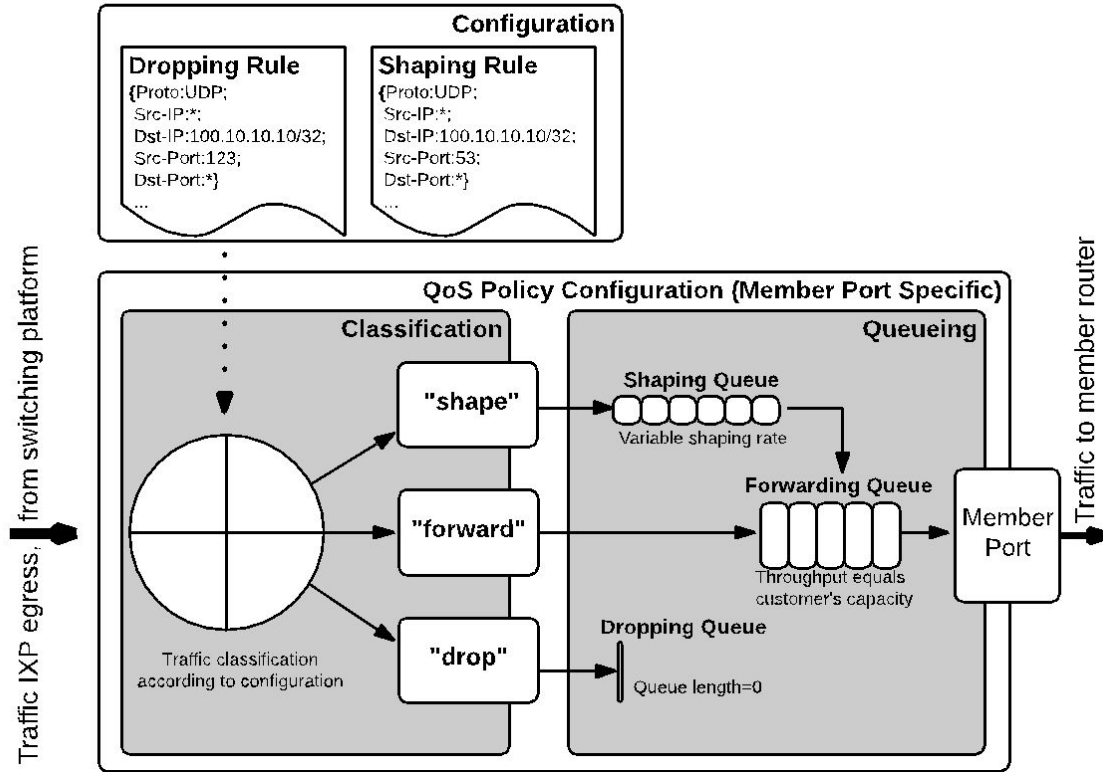 Configuration
Dropping Rule
{Proto:UDP;
Src-IP:*;
Dst-IP:100.10.10.10/32;
Src-Port:123;
Dst-Port:*}
...
Shaping Rule
{Proto:UDP;
Src-IP:*;
Dst-IP:100.10.10.10/32;
Src-Port:53;
Dst-Port:*}
...
Traffic IXP egress, from switching platform
QoS Policy Configuration (Member Port Specific)
Classification
Traffic classification
according to configuration
"shape"
"forward"
"drop"
Queueing
Shaping Queue
Variable shaping rate
Forwarding Queue
Throughput equals
customer's capacity
Dropping Queue
Queue length=0
Member
Port
Traffic to member router